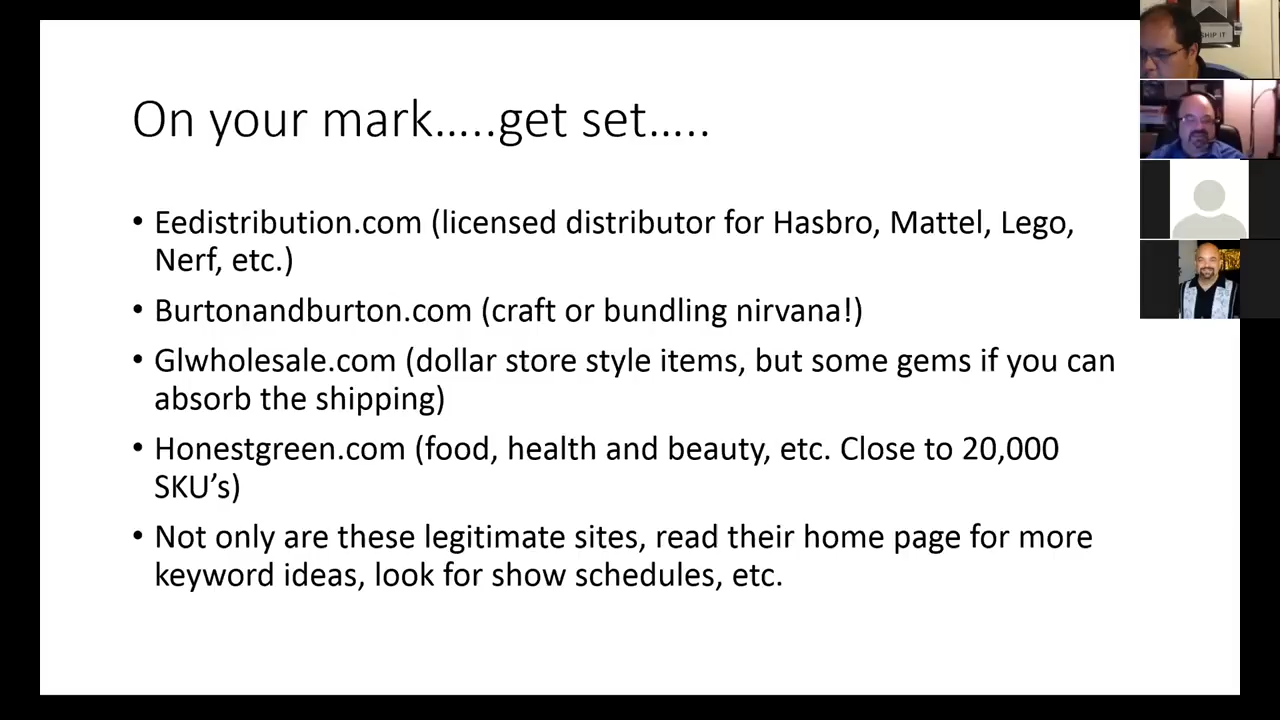 On your mark…..get set…..
• Eedistribution.com (licensed distributor for Hasbro, Mattel, Lego,
Nerf, etc.)
• Burtonandburton.com (craft or bundling nirvana!)
• Glwholesale.com (dollar store style items, but some gems if you can
absorb the shipping)
• Honestgreen.com (food, health and beauty, etc. Close to 20,000
SKU’s)
• Not only are these legitimate sites, read their home page for more
keyword ideas, look for show schedules, etc.
SHIP IT